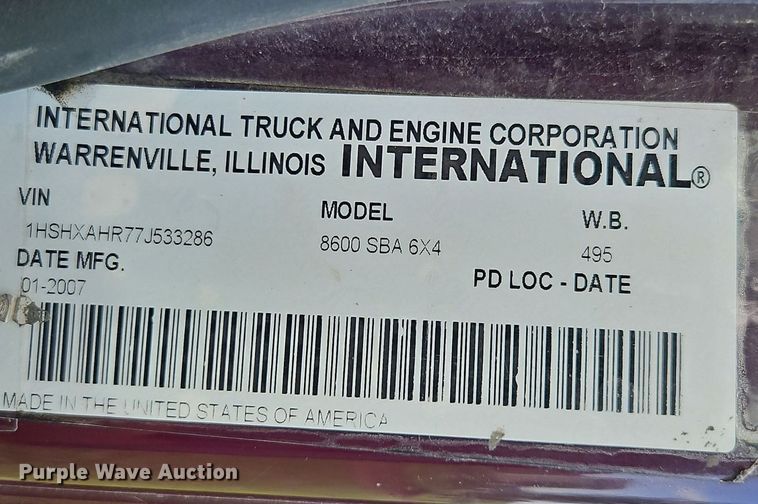 INTERNATIONAL TRUCK AND ENGINE CORPORATION
WARRENVILLE, ILLINOIS INTERNATIONAL®
VIN MODEL W.B.
1HSHXAHR77J533286 8600 SBA 6X4 495
DATE MFG. PD LOC - DATE
01-2007
MADE IN THE UNITED STATES OF AMERICA
Purple Wave Auction